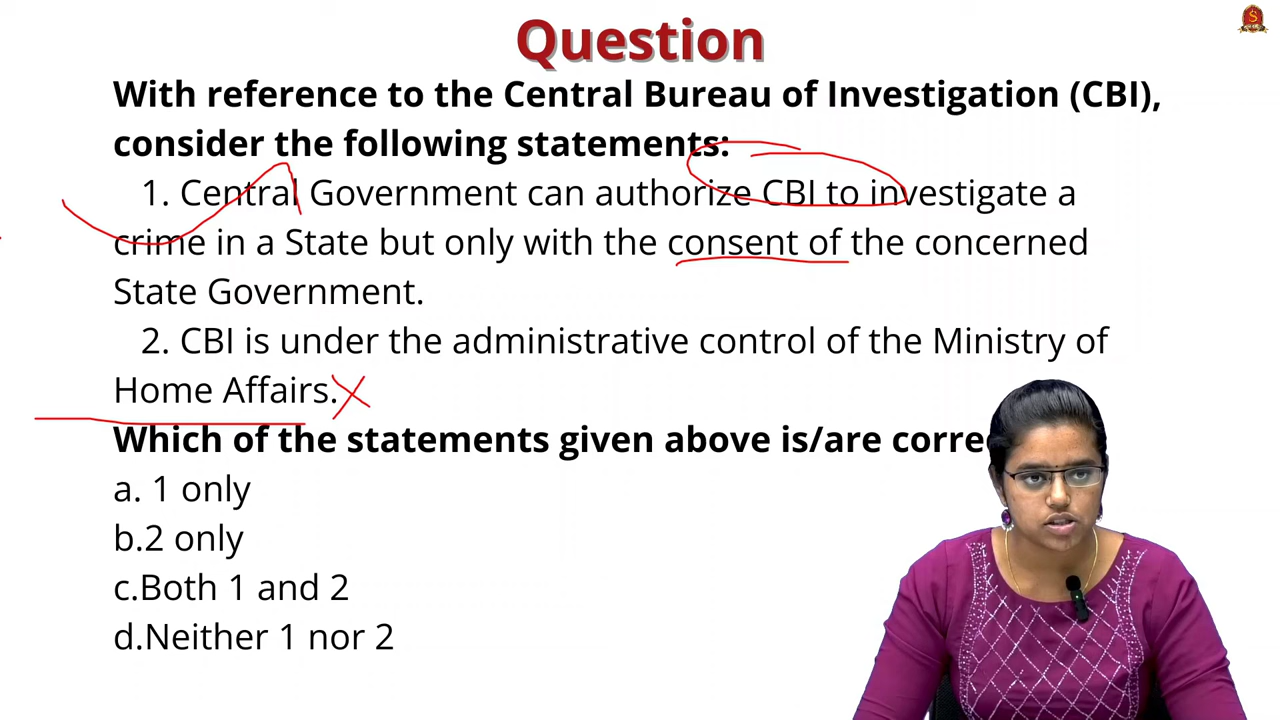 Question
With reference to the Central Bureau of Investigation (CBI),
consider the following statements:
1. Central Government can authorize CBI to investigate a
crime in a State but only with the consent of the concerned
State Government.
2. CBI is under the administrative control of the Ministry of
Home Affairs.
Which of the statements given above is/are corre
a. 1 only
b.2 only
c.Both 1 and 2
d.Neither 1 nor 2